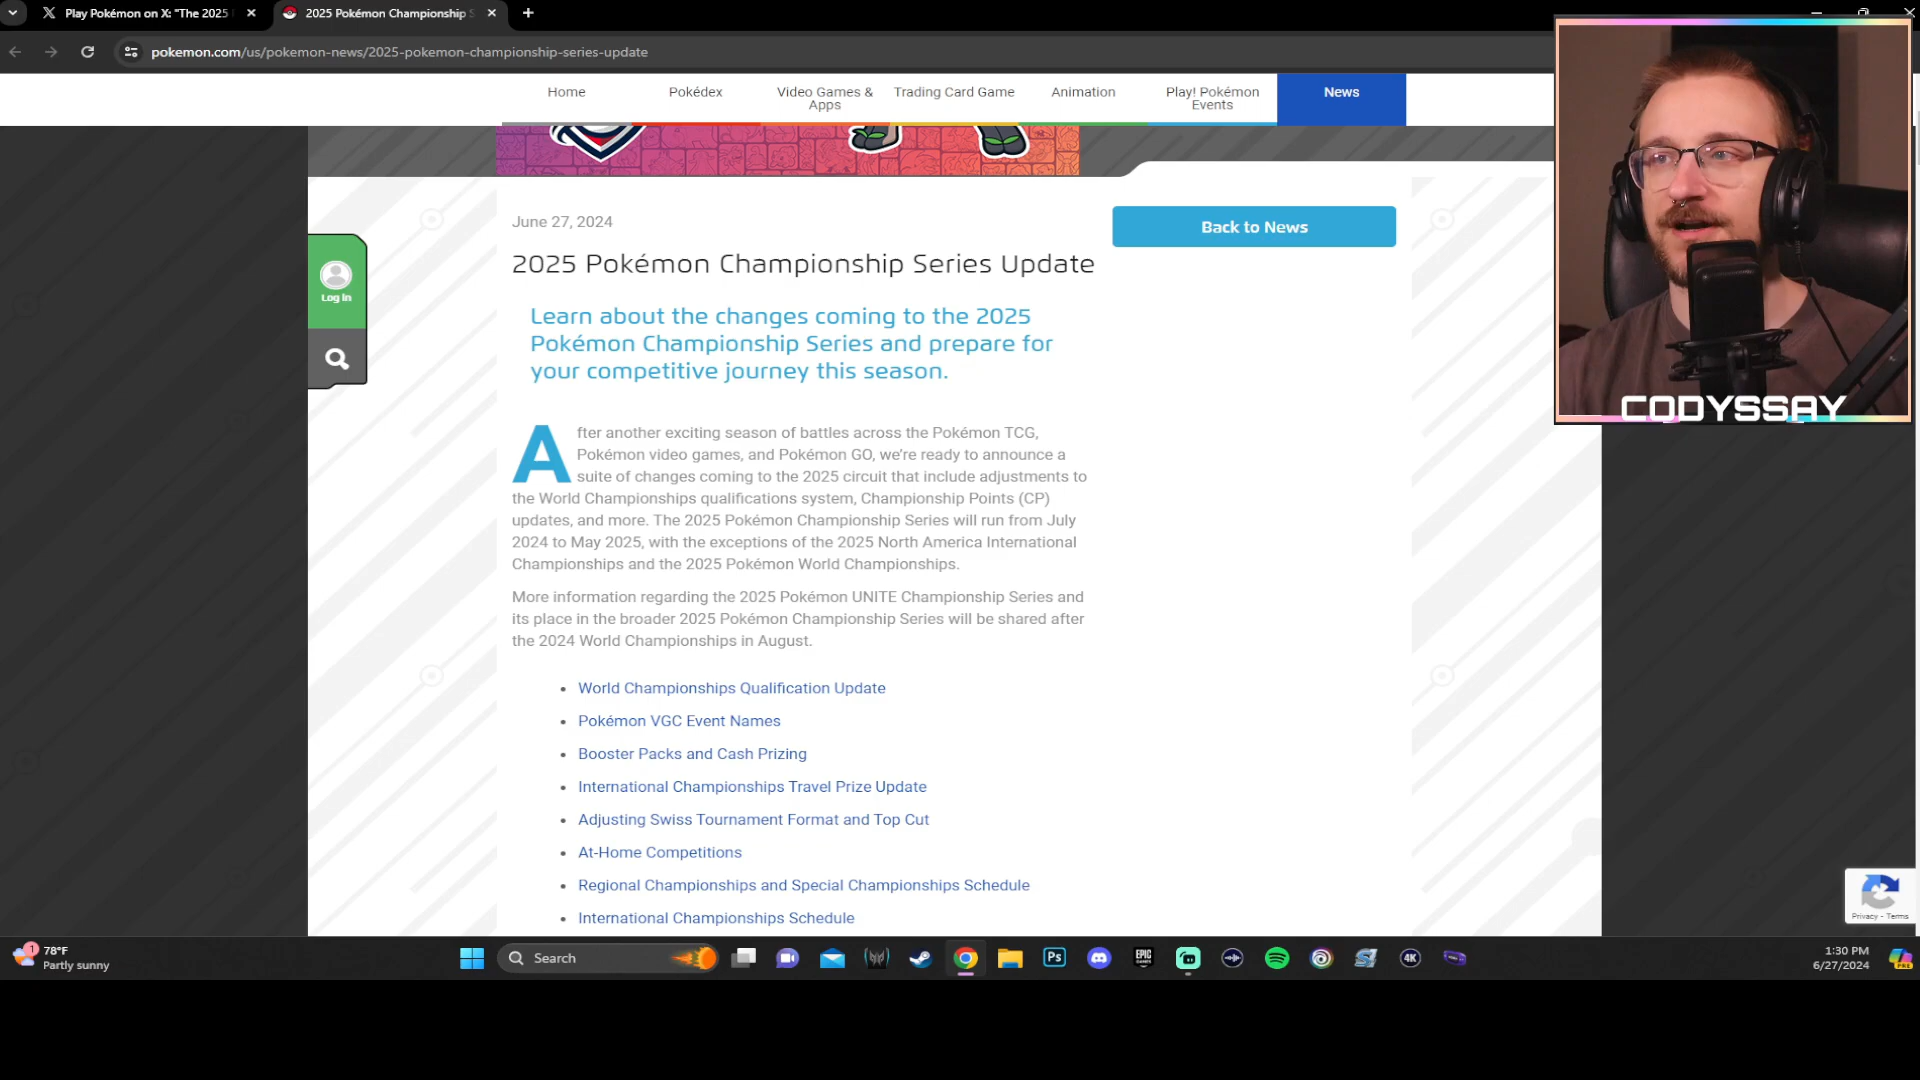 Play Pokémon on X: "The 2025
2025 Pokémon Championship S
pokemon.com/us/pokemon-news/2025-pokemon-championship-series-update
Home
Pokédex
Video Games &
Apps
Trading Card Game
Animation
Play! Pokémon
Events
News
Log in
June 27, 2024
Back to News
2025 Pokémon Championship Series Update
Learn about the changes coming to the 2025
Pokémon Championship Series and prepare for
your competitive journey this season.
After another exciting season of battles across the Pokémon TCG,
Pokémon video games, and Pokémon GO, we're ready to announce a
suite of changes coming to the 2025 circuit that include adjustments to
the World Championships qualifications system, Championship Points (CP)
updates, and more. The 2025 Pokémon Championship Series will run from July
2024 to May 2025, with the exceptions of the 2025 North America International
Championships and the 2025 Pokémon World Championships.
More information regarding the 2025 Pokémon UNITE Championship Series and
its place in the broader 2025 Pokémon Championship Series will be shared after
the 2024 World Championships in August.
• World Championships Qualification Update
• Pokémon VGC Event Names
• Booster Packs and Cash Prizing
• International Championships Travel Prize Update
• Adjusting Swiss Tournament Format and Top Cut
• At-Home Competitions
• Regional Championships and Special Championships Schedule
• International Championships Schedule
CODYSSAY
Privacy - Terms
1
78°F
Partly sunny
Search
Ps
EPIC
GAMES
4K
1:30 PM
6/27/2024
PRE